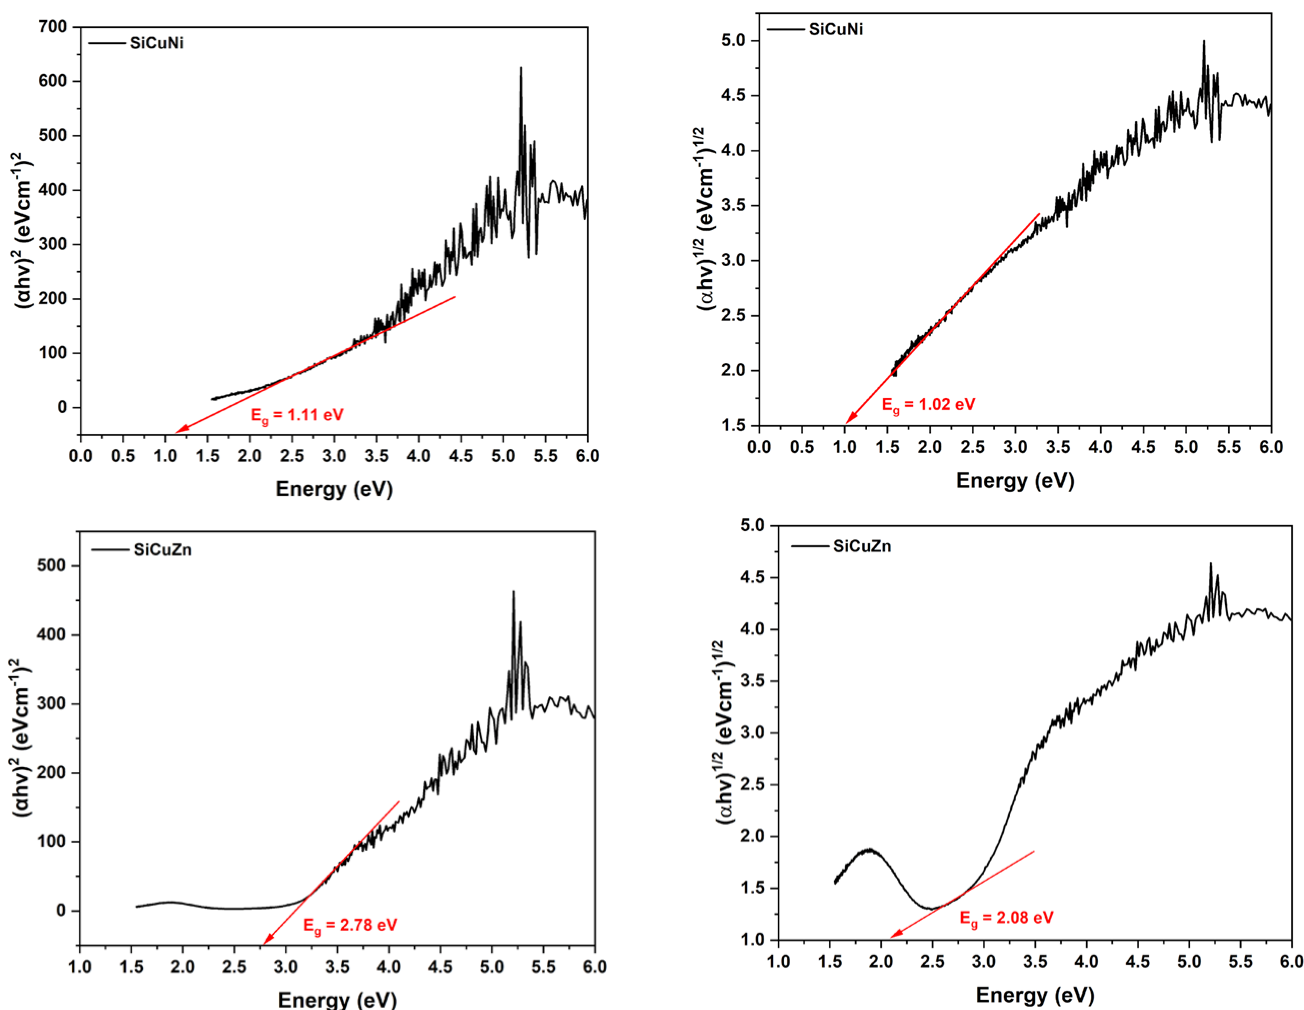 SiCuNi
700
600
500
400
300
200
100
0
(αhν)² (eVcm⁻¹)²
E_g = 1.11 eV
0.0 0.5 1.0 1.5 2.0 2.5 3.0 3.5 4.0 4.5 5.0 5.5 6.0
Energy (eV)
SiCuNi
5.0
4.5
4.0
3.5
3.0
2.5
2.0
1.5
(αhν)^1/2 (eVcm⁻¹)^1/2
E_g = 1.02 eV
0.0 0.5 1.0 1.5 2.0 2.5 3.0 3.5 4.0 4.5 5.0 5.5 6.0
Energy (eV)
SiCuZn
500
400
300
200
100
0
(αhν)² (eVcm⁻¹)²
E_g = 2.78 eV
1.0 1.5 2.0 2.5 3.0 3.5 4.0 4.5 5.0 5.5 6.0
Energy (eV)
SiCuZn
5.0
4.5
4.0
3.5
3.0
2.5
2.0
1.5
1.0
(αhν)^1/2 (eVcm⁻¹)^1/2
E_g = 2.08 eV
1.0 1.5 2.0 2.5 3.0 3.5 4.0 4.5 5.0 5.5 6.0
Energy (eV)